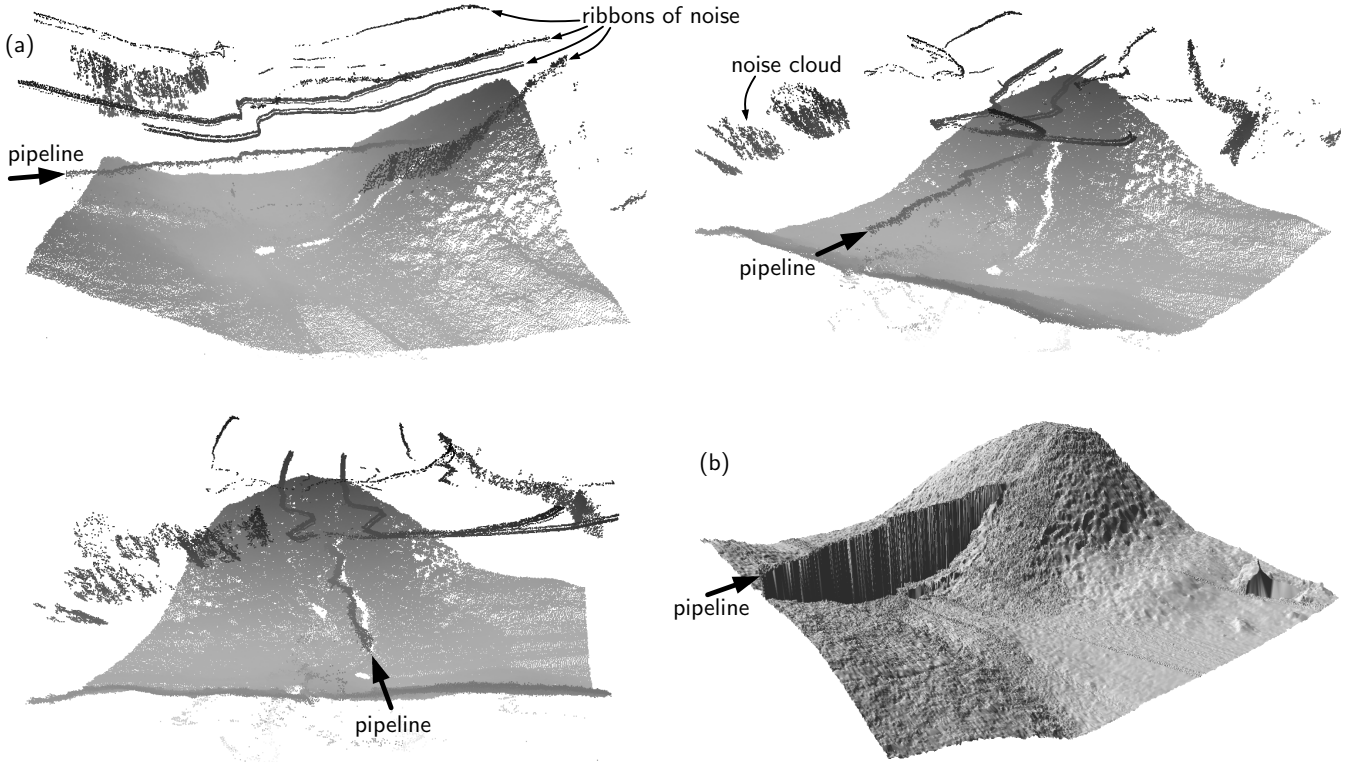 (a)
ribbons of noise
pipeline
noise cloud
pipeline
pipeline
(b)
pipeline